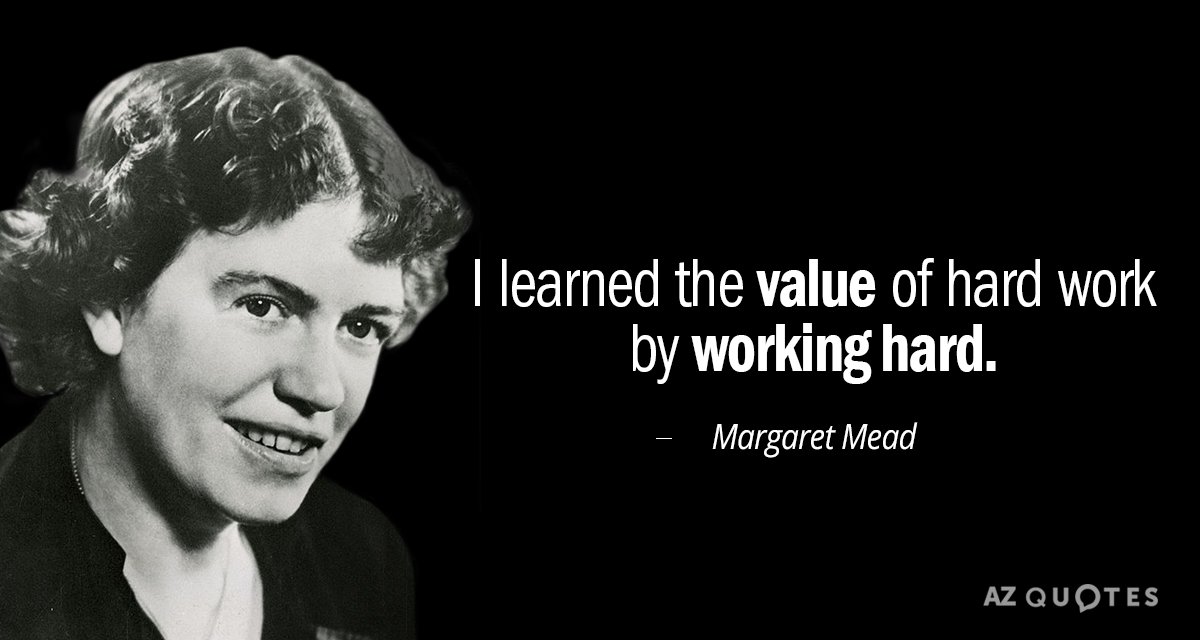 I learned the value of hard work
by working hard.
— Margaret Mead
AZ QUOTES